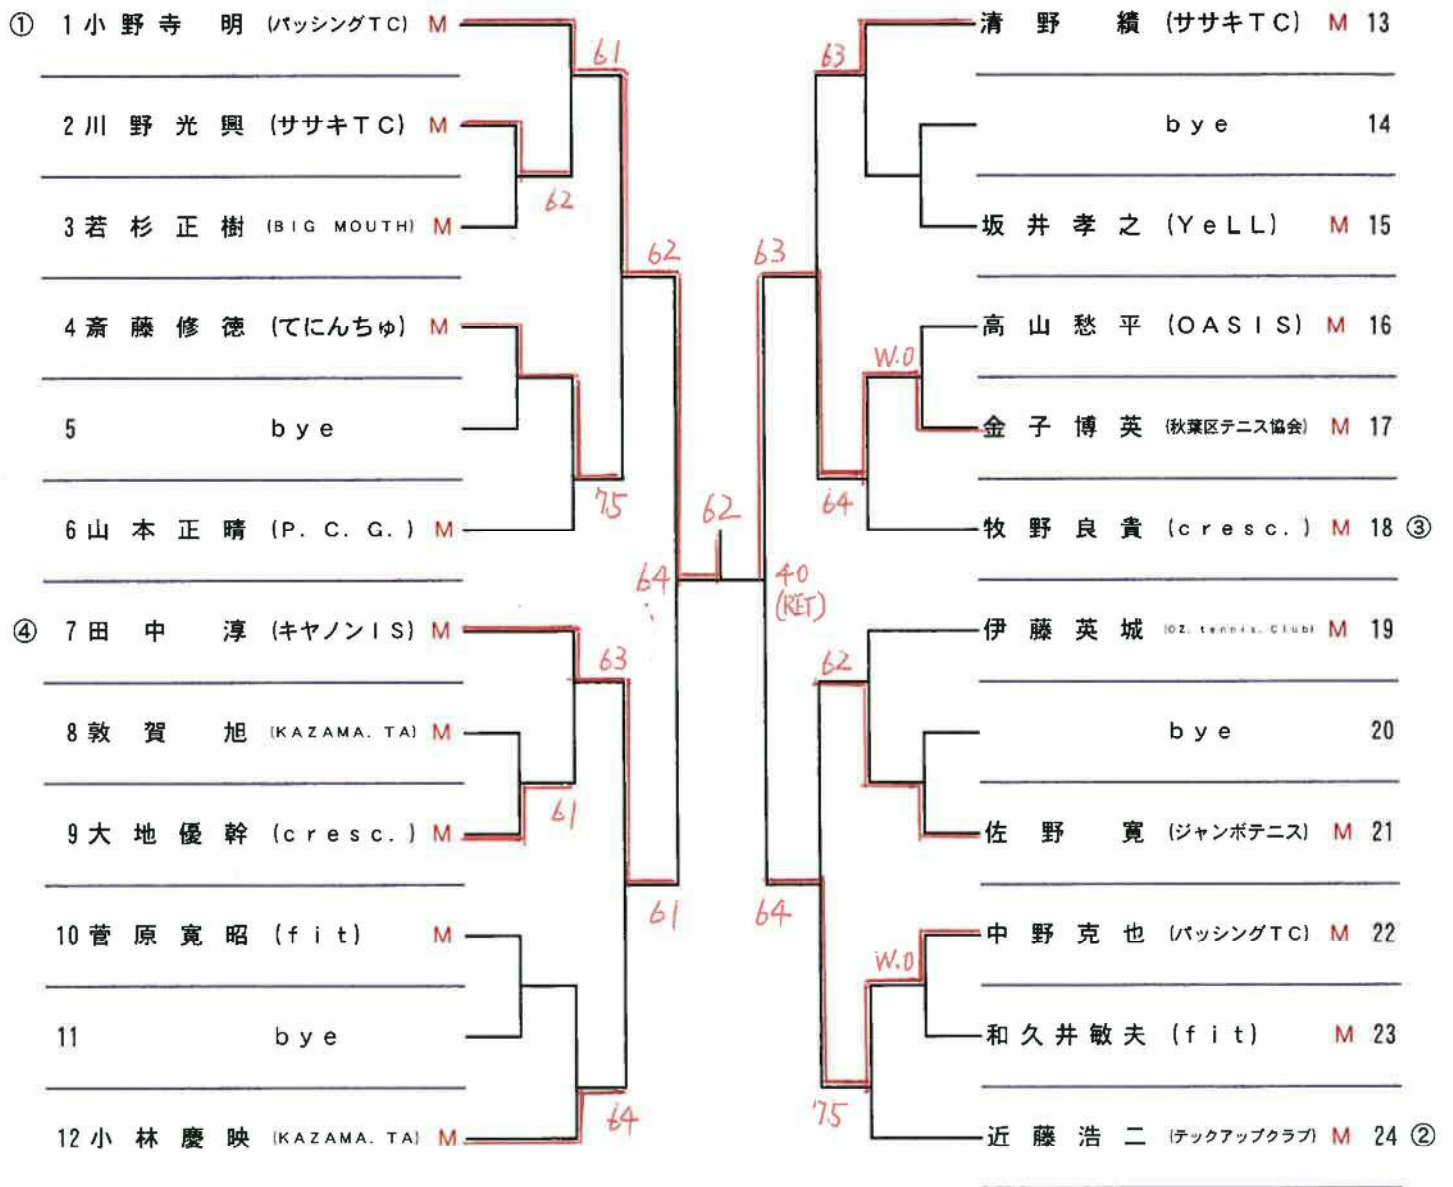 ① 1 小野寺 明 (パッシングTC) M
61
2 川野光興 (ササキTC) M
62
3 若杉正樹 (BIG MOUTH) M
62
4 斎藤修徳 (てにんちゅ) M
5 bye
75
6 山本正晴 (P.C.G.) M
64
62
④ 7 田中 淳 (キヤノンIS) M
63
8 敦賀 旭 (KAZAMA.TA) M
61
9 大地優幹 (cresc.) M
61
10 菅原寛昭 (fit) M
11 bye
64
12 小林慶映 (KAZAMA.TA) M
清野 績 (ササキTC) M 13
63
bye 14
坂井孝之 (YeLL) M 15
63
高山愁平 (OASIS) M 16
W.O
金子博英 (秋葉区テニス協会) M 17
64
牧野良貴 (cresc.) M 18 ③
40
(RET)
伊藤英城 (OZ.tennis.Club) M 19
62
bye 20
佐野 寛 (ジャンボテニス) M 21
64
中野克也 (パッシングTC) M 22
W.O
和久井敏夫 (fit) M 23
75
近藤浩二 (テックアップクラブ) M 24 ②